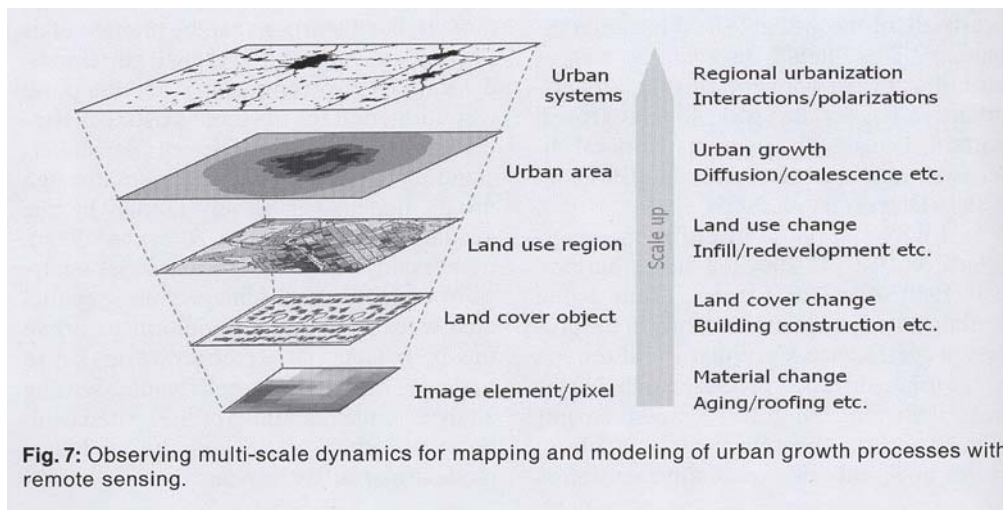 Urban
systems
Regional urbanization
Interactions/polarizations
Urban area
Urban growth
Diffusion/coalescence etc.
Land use region
Land use change
Infill/redevelopment etc.
Land cover object
Land cover change
Building construction etc.
Image element/pixel
Material change
Aging/roofing etc.
Scale up
Fig. 7: Observing multi-scale dynamics for mapping and modeling of urban growth processes with
remote sensing.